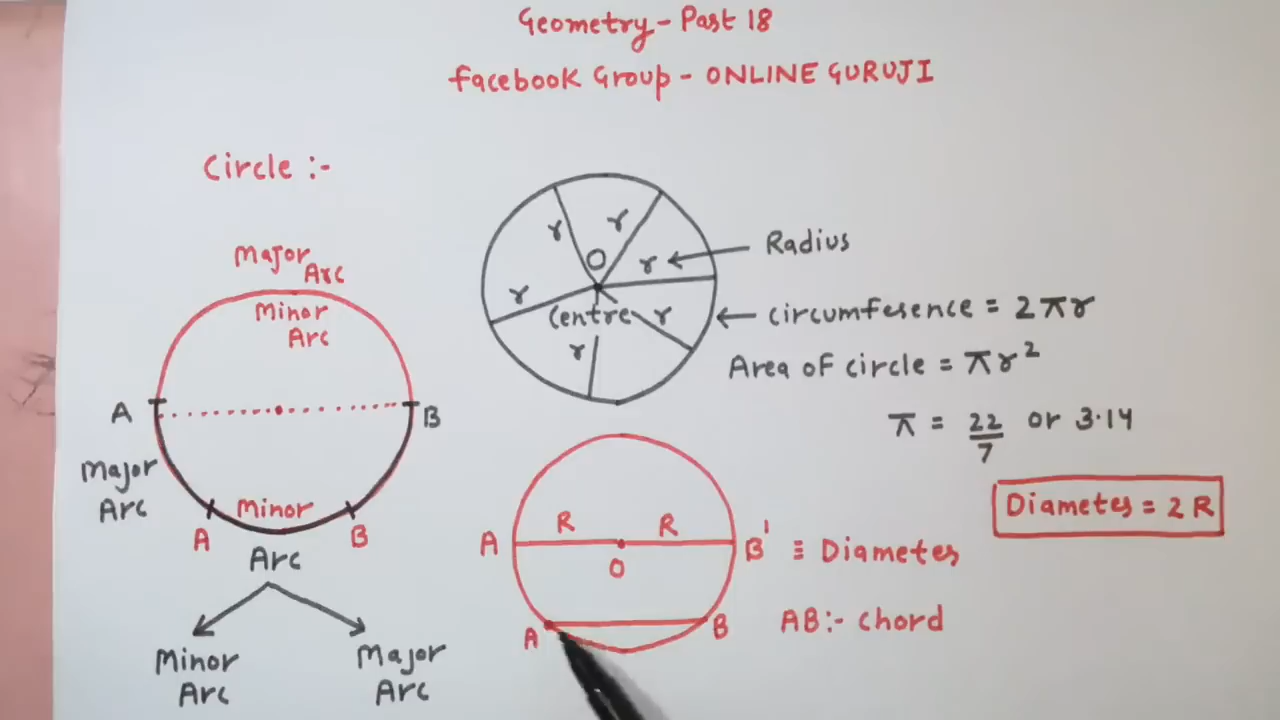 Geometry - Part 18
Facebook Group - ONLINE GURUJI
Circle :-
Major
Arc
Minor
Arc
A
B
Major
Arc
Minor
A
B
Arc
Minor
Arc
Major
Arc
r
r
O
r
r
Centre
r
r
Radius
circumference = 2πr
Area of circle = πr²
π = 22/7 or 3.14
Diameter = 2R
R
R
A
B'
≡ Diameter
O
A
B
AB :- chord